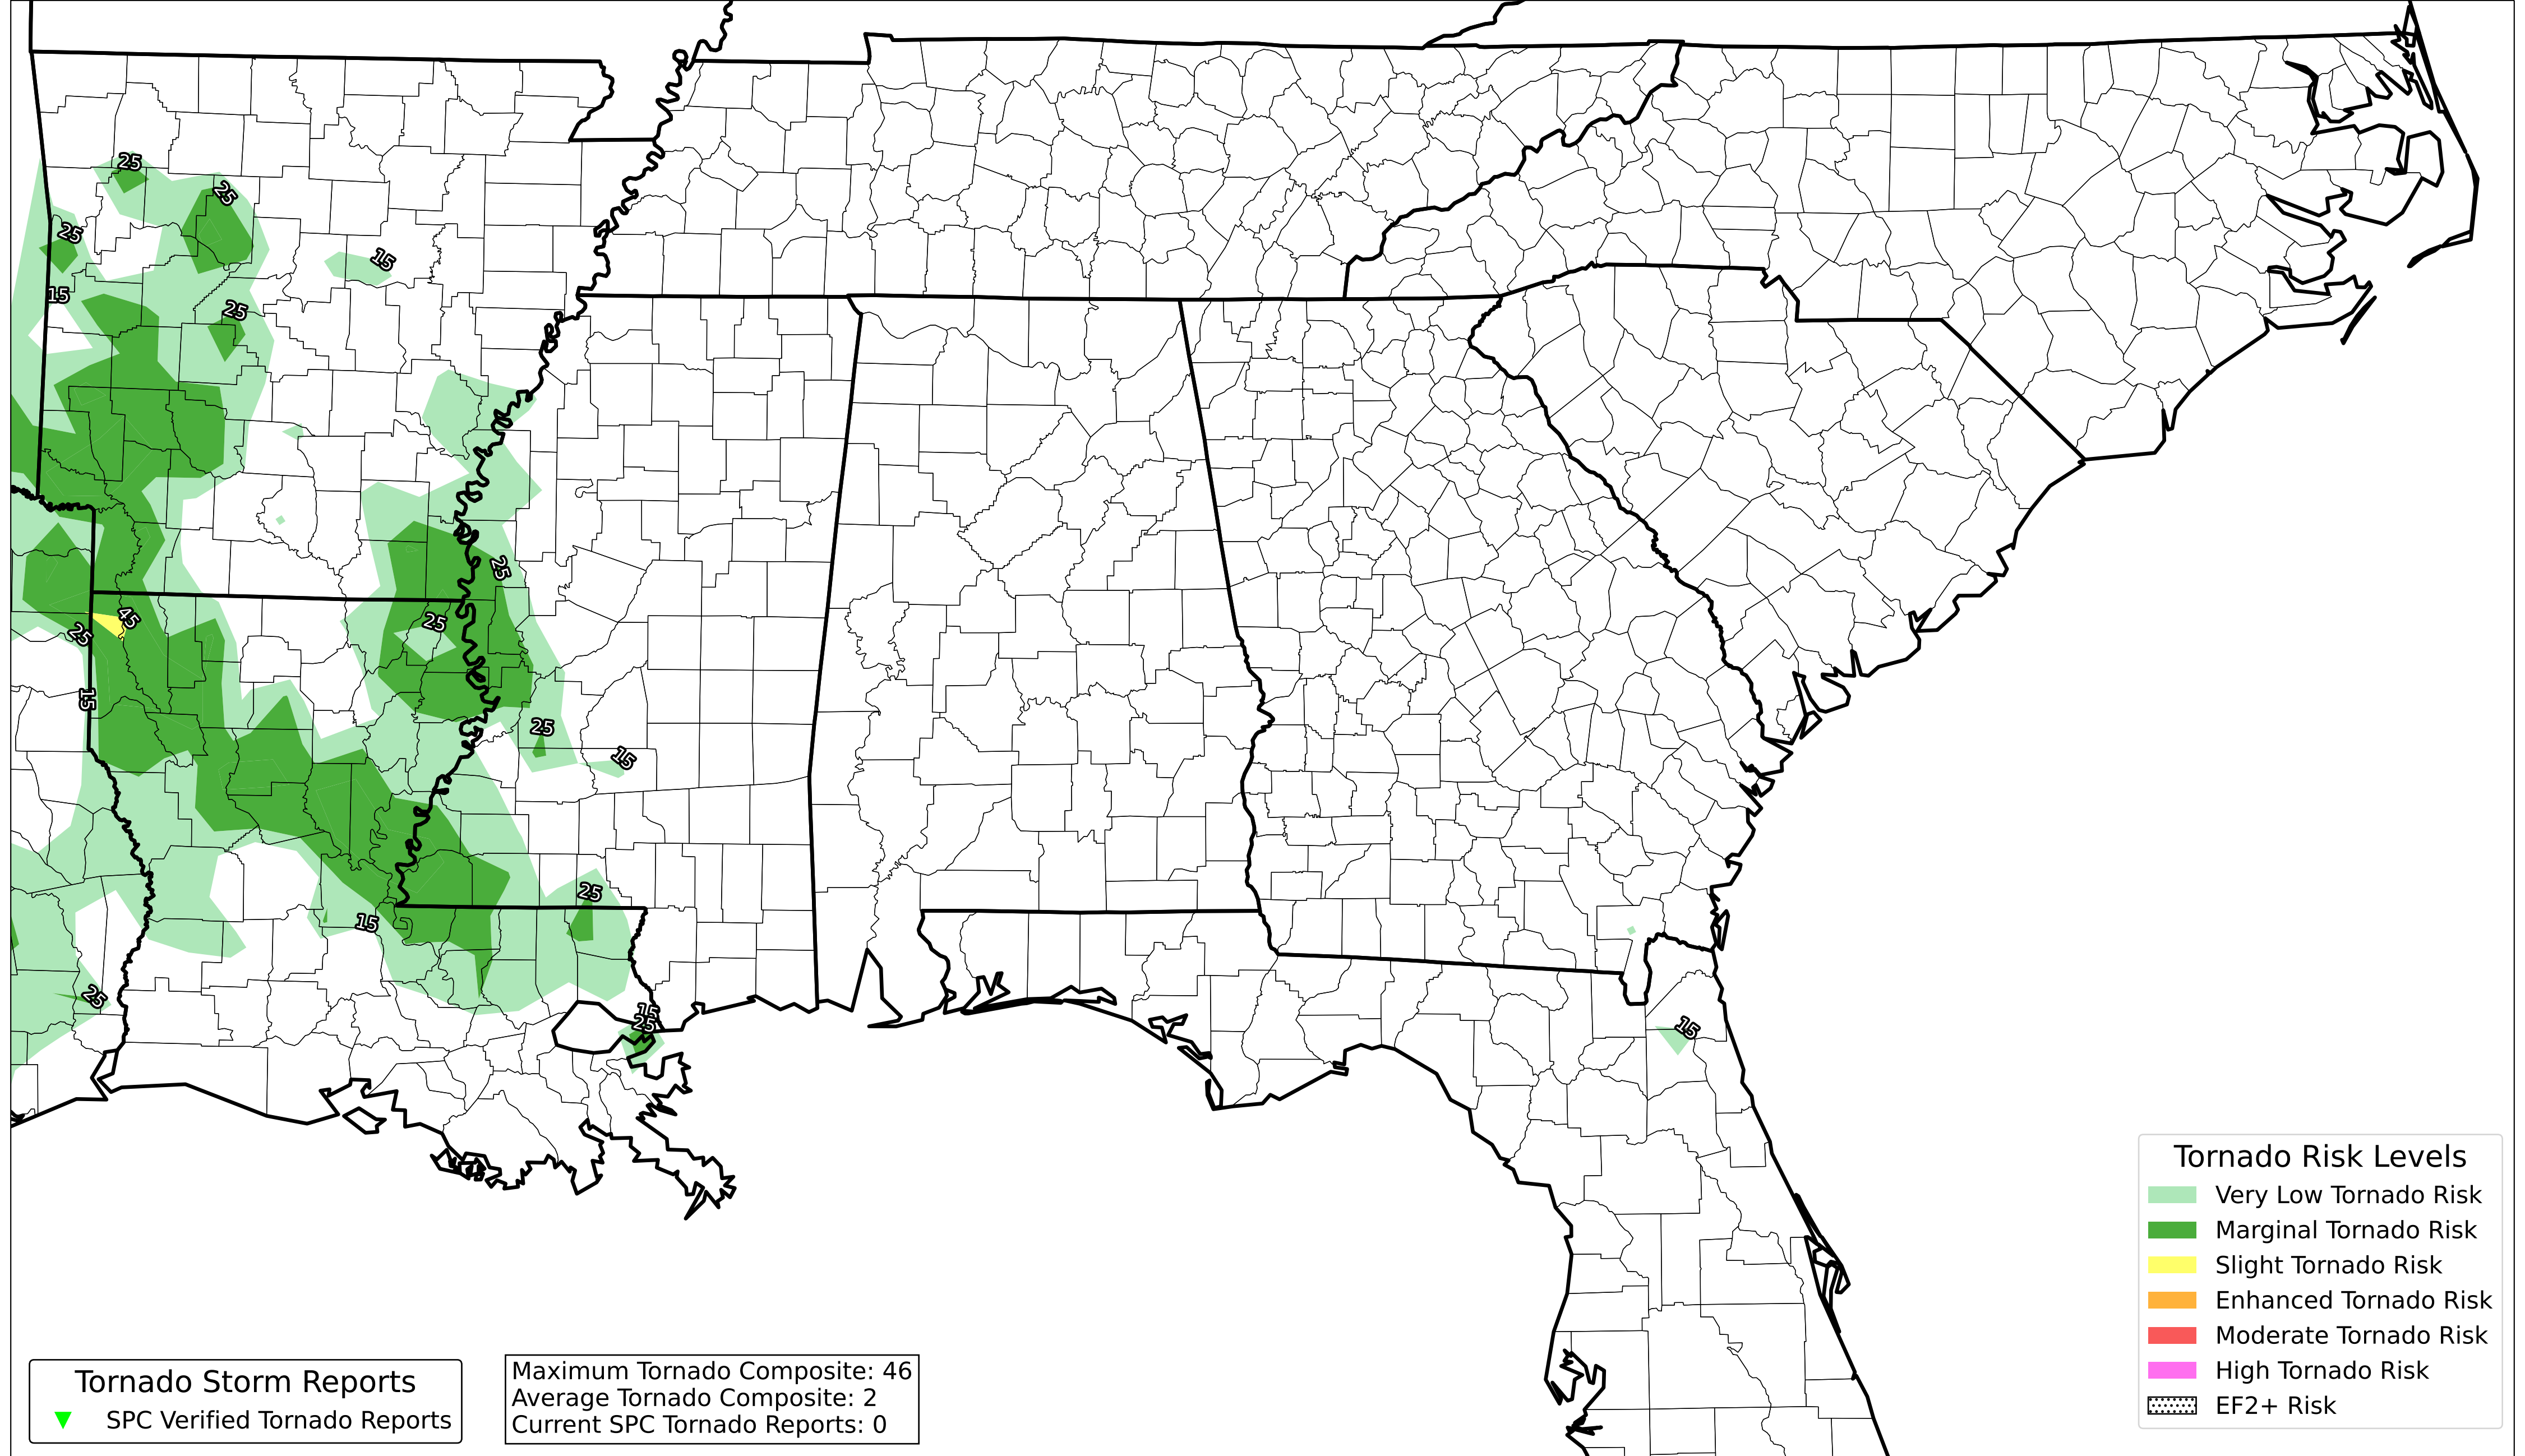 25
25
25
15
15
25
25
25
45
25
15
25
15
25
15
25
15
25
15
Tornado Storm Reports
SPC Verified Tornado Reports
Maximum Tornado Composite: 46
Average Tornado Composite: 2
Current SPC Tornado Reports: 0
Tornado Risk Levels
Very Low Tornado Risk
Marginal Tornado Risk
Slight Tornado Risk
Enhanced Tornado Risk
Moderate Tornado Risk
High Tornado Risk
EF2+ Risk